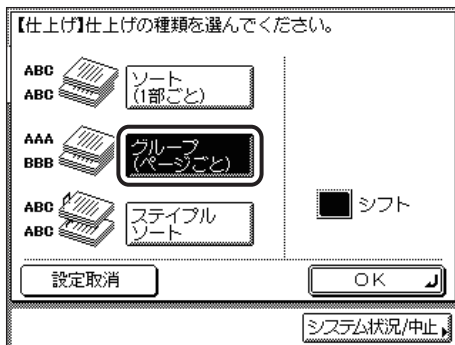 【仕上げ】仕上げの種類を選んでください。
ABC
ABC
ソート
(1部ごと)
AAA
BBB
グループ
(ページごと)
ABC
ABC
ステイプル
ソート
シフト
設定取消
OK
システム状況/中止